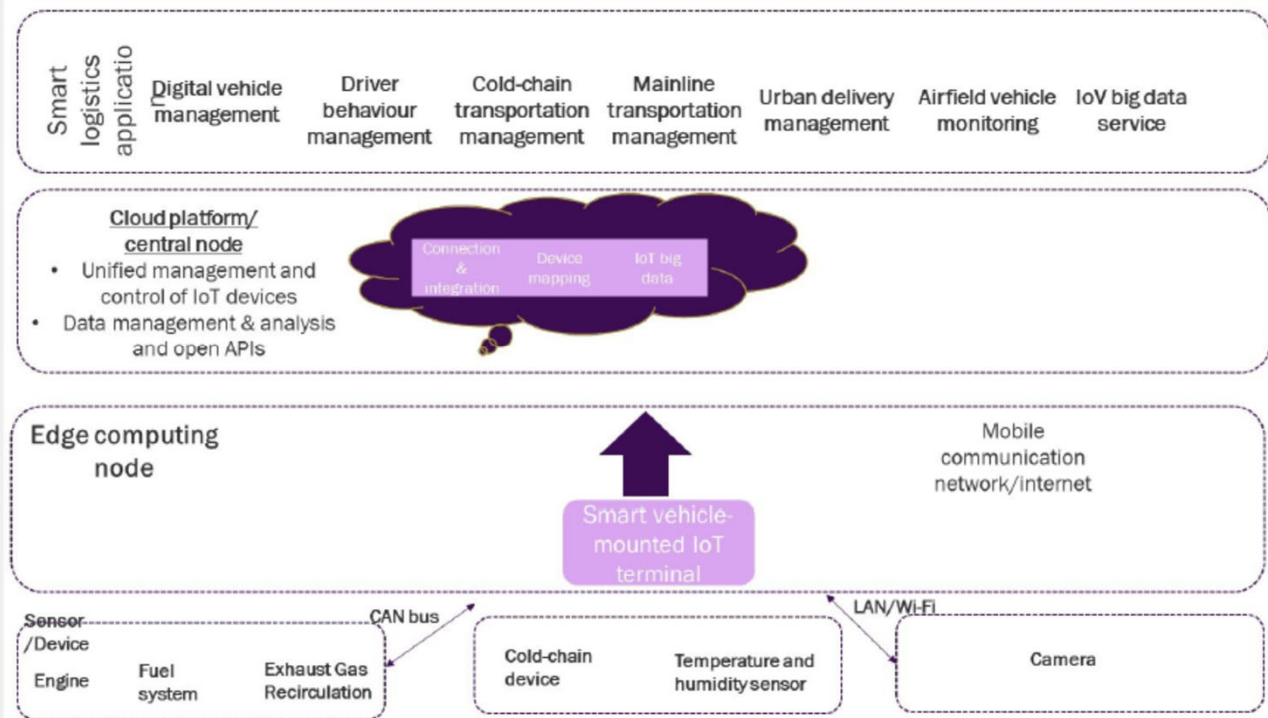 Smart
logistics
application
Digital vehicle
management
Driver
behaviour
management
Cold-chain
transportation
management
Mainline
transportation
management
Urban delivery
management
Airfield vehicle
monitoring
IoV big data
service
Cloud platform/
central node
• Unified management and
control of IoT devices
• Data management & analysis
and open APIs
Connection
&
integration
Device
mapping
IoT big
data
Edge computing
node
Mobile
communication
network/internet
Smart vehicle-
mounted IoT
terminal
Sensor
/Device
CAN bus
LAN/Wi-Fi
Engine
Fuel
system
Exhaust Gas
Recirculation
Cold-chain
device
Temperature and
humidity sensor
Camera